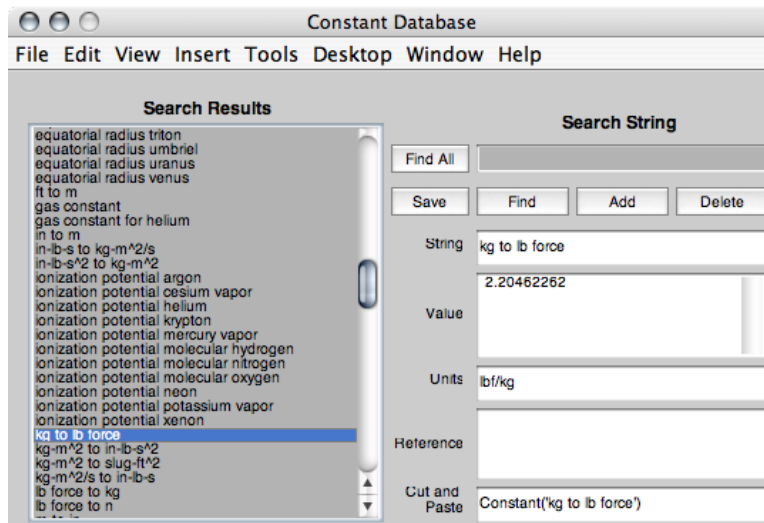 Constant Database
File Edit View Insert Tools Desktop Window Help
Search Results
equatorial radius triton
equatorial radius umbriel
equatorial radius uranus
equatorial radius venus
ft to m
gas constant
gas constant for helium
in to m
in-lb-s to kg-m^2/s
in-lb-s^2 to kg-m^2
ionization potential argon
ionization potential cesium vapor
ionization potential helium
ionization potential krypton
ionization potential mercury vapor
ionization potential molecular hydrogen
ionization potential molecular nitrogen
ionization potential molecular oxygen
ionization potential neon
ionization potential potassium vapor
ionization potential xenon
kg to lb force
kg-m^2 to in-lb-s^2
kg-m^2 to slug-ft^2
kg-m^2/s to in-lb-s
lb force to kg
lb force to n
Search String
Find All
Save Find Add Delete
String kg to lb force
Value 2.20462262
Units lbf/kg
Reference
Cut and
Paste Constant('kg to lb force')